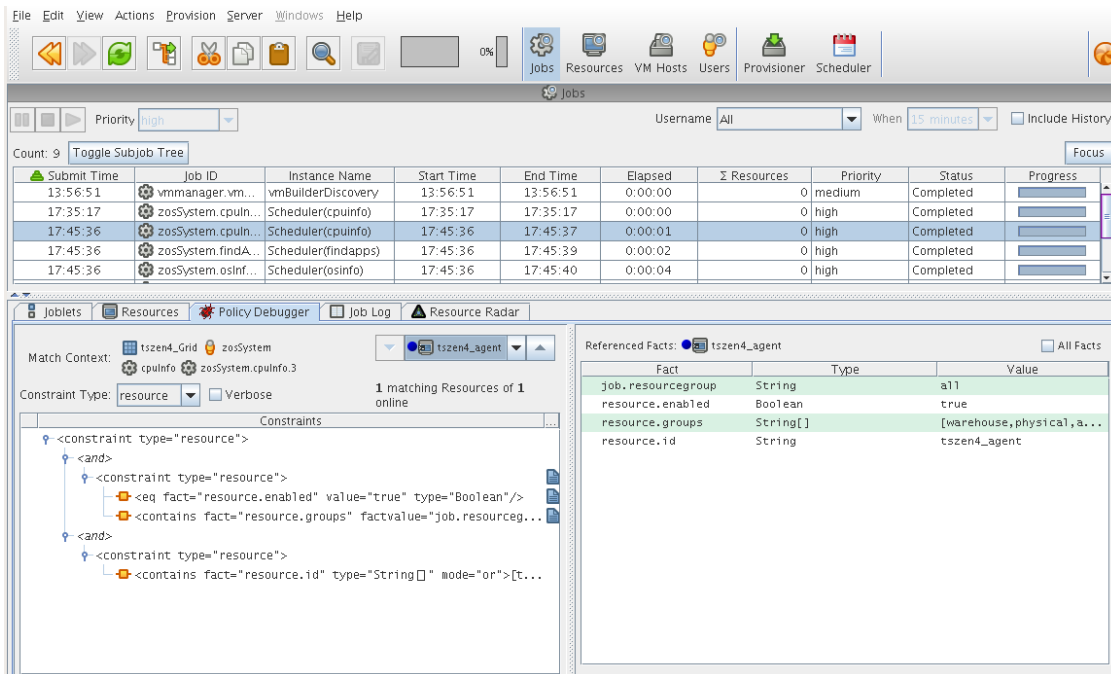 File Edit View Actions Provision Server Windows Help
0%
Jobs Resources VM Hosts Users Provisioner Scheduler
Jobs
Priority high Username All When 15 minutes Include History
Count: 9 Toggle Subjob Tree Focus
Submit Time Job ID Instance Name Start Time End Time Elapsed Σ Resources Priority Status Progress
13:56:51 vmmanager.vm... vmBuilderDiscovery 13:56:51 13:56:51 0:00:00 0 medium Completed
17:35:17 zosSystem.cpuIn... Scheduler(cpuinfo) 17:35:17 17:35:17 0:00:00 0 high Completed
17:45:36 zosSystem.cpuIn... Scheduler(cpuinfo) 17:45:36 17:45:37 0:00:01 0 high Completed
17:45:36 zosSystem.findA... Scheduler(findapps) 17:45:36 17:45:39 0:00:02 0 high Completed
17:45:36 zosSystem.osInf... Scheduler(osinfo) 17:45:36 17:45:40 0:00:04 0 high Completed
Joblets Resources Policy Debugger Job Log Resource Radar
Match Context: tszen4_Grid zosSystem
cpuInfo zosSystem.cpuInfo.3
tszen4_agent
Constraint Type: resource Verbose
1 matching Resources of 1
online
Constraints ...
<constraint type="resource">
<and>
<constraint type="resource">
<eq fact="resource.enabled" value="true" type="Boolean"/>
<contains fact="resource.groups" factvalue="job.resourceg...
<and>
<constraint type="resource">
<contains fact="resource.id" type="String[]" mode="or">[t...
Referenced Facts: tszen4_agent All Facts
Fact Type Value
job.resourcegroup String all
resource.enabled Boolean true
resource.groups String[] [warehouse,physical,a...
resource.id String tszen4_agent